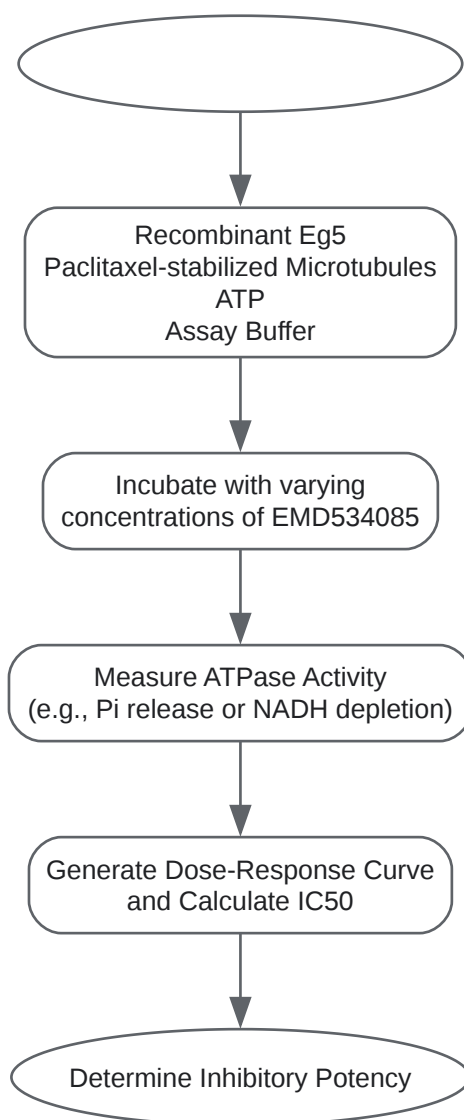 Recombinant Eg5
Paclitaxel-stabilized Microtubules
ATP
Assay Buffer
Incubate with varying
concentrations of EMD534085
Measure ATPase Activity
(e.g., Pi release or NADH depletion)
Generate Dose-Response Curve
and Calculate IC50
Determine Inhibitory Potency